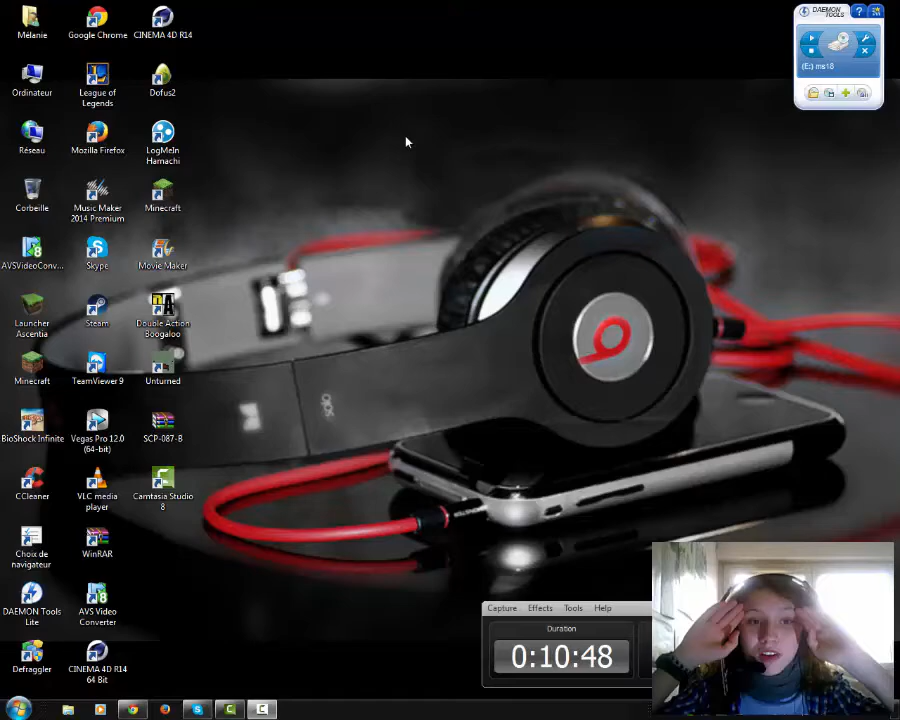 Mélanie
Google Chrome
CINEMA 4D R14
DAEMON
TOOLS
(E:) ms18
Ordinateur
League of
Legends
Dofus2
Réseau
Mozilla Firefox
LogMeIn
Hamachi
Corbeille
Music Maker
2014 Premium
Minecraft
AVSVideoConv...
Skype
Movie Maker
Launcher
Ascentia
Steam
Double Action
Boogaloo
Minecraft
TeamViewer 9
Unturned
BioShock Infinite
Vegas Pro 12.0
(64-bit)
SCP-087-B
CCleaner
VLC media
player
Camtasia Studio
8
Choix de
navigateur
WinRAR
DAEMON Tools
Lite
AVS Video
Converter
Defraggler
CINEMA 4D R14
64 Bit
solo
Capture Effects Tools Help
Duration
0:10:48